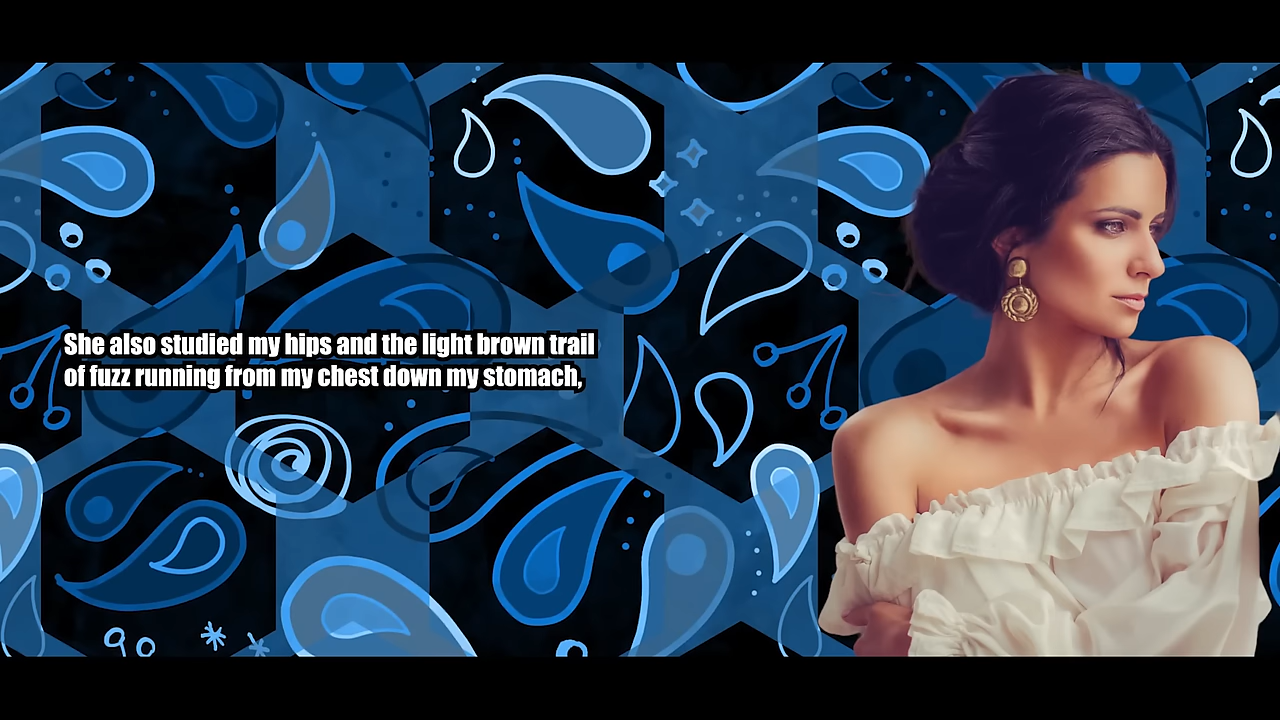 She also studied my hips and the light brown trail
of fuzz running from my chest down my stomach,